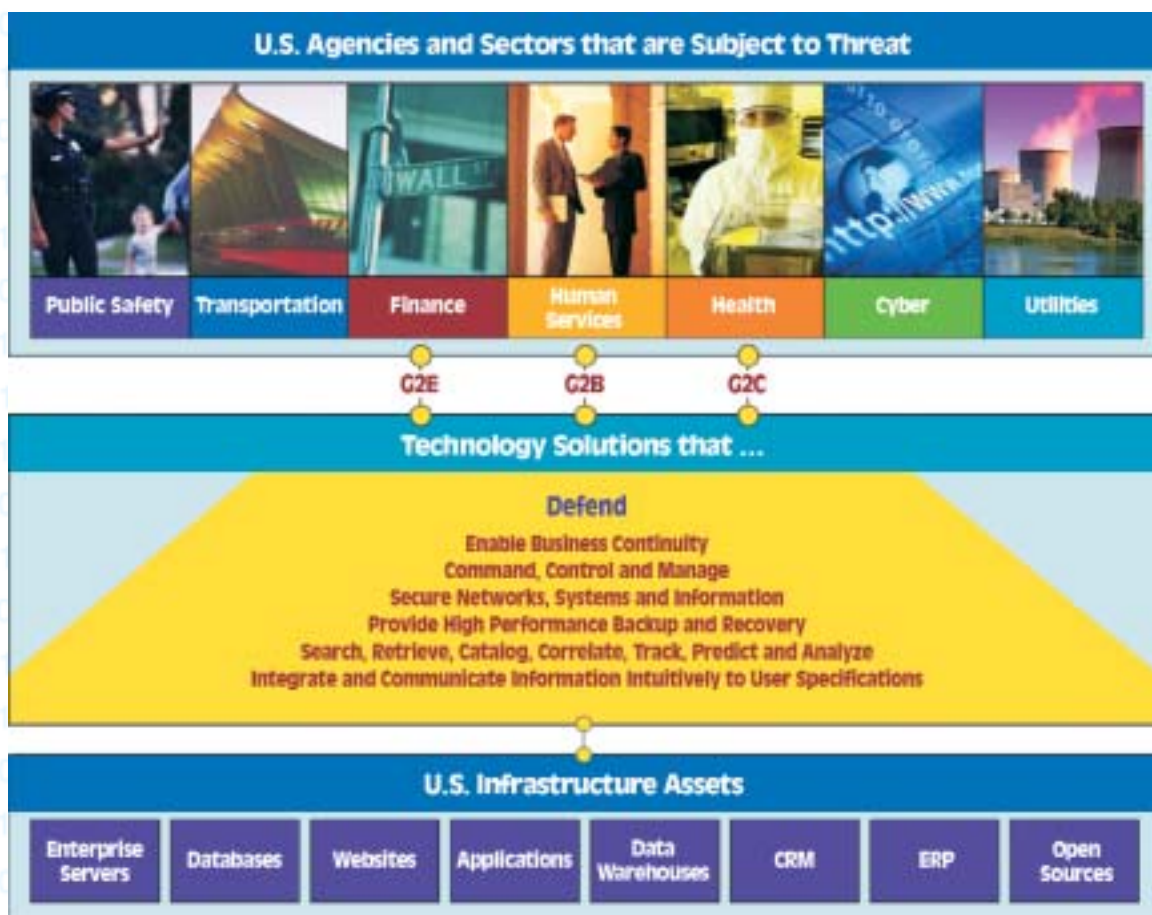 U.S. Agencies and Sectors that are Subject to Threat
WALL ST
http://www.
Public Safety
Transportation
Finance
Human
Services
Health
Cyber
Utilities
G2E
G2B
G2C
Technology Solutions that ...
Defend
Enable Business Continuity
Command, Control and Manage
Secure Networks, Systems and Information
Provide High Performance Backup and Recovery
Search, Retrieve, Catalog, Correlate, Track, Predict and Analyze
Integrate and Communicate Information Intuitively to User Specifications
U.S. Infrastructure Assets
Enterprise
Servers
Databases
Websites
Applications
Data
Warehouses
CRM
ERP
Open
Sources